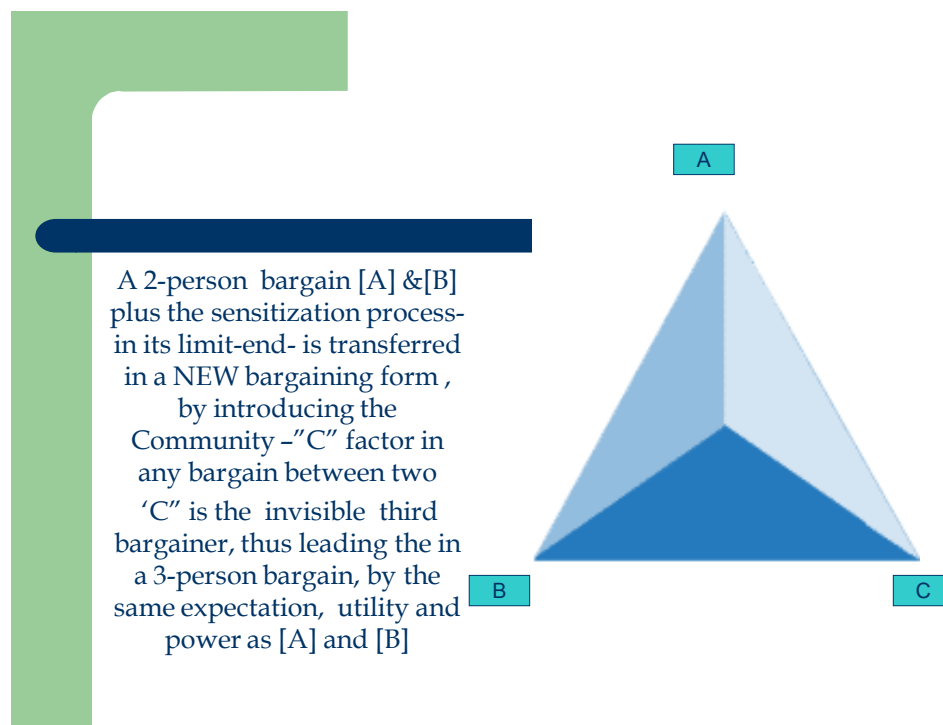 A 2-person bargain [A] &[B]
plus the sensitization process-
in its limit-end- is transferred
in a NEW bargaining form ,
by introducing the
Community –”C” factor in
any bargain between two
‘C” is the invisible third
bargainer, thus leading the in
a 3-person bargain, by the
same expectation, utility and
power as [A] and [B]
A
B
C